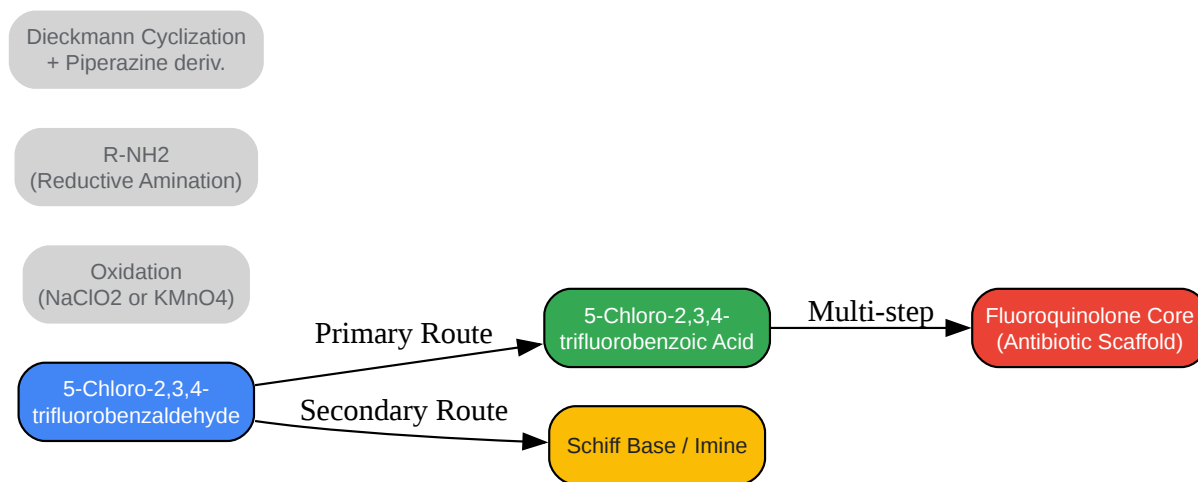 Dieckmann Cyclization
+ Piperazine deriv.
R-NH2
(Reductive Amination)
Oxidation
(NaClO2 or KMnO4)
5-Chloro-2,3,4-
trifluorobenzaldehyde
Primary Route
Secondary Route
5-Chloro-2,3,4-
trifluorobenzoic Acid
Schiff Base / Imine
Multi-step
Fluoroquinolone Core
(Antibiotic Scaffold)